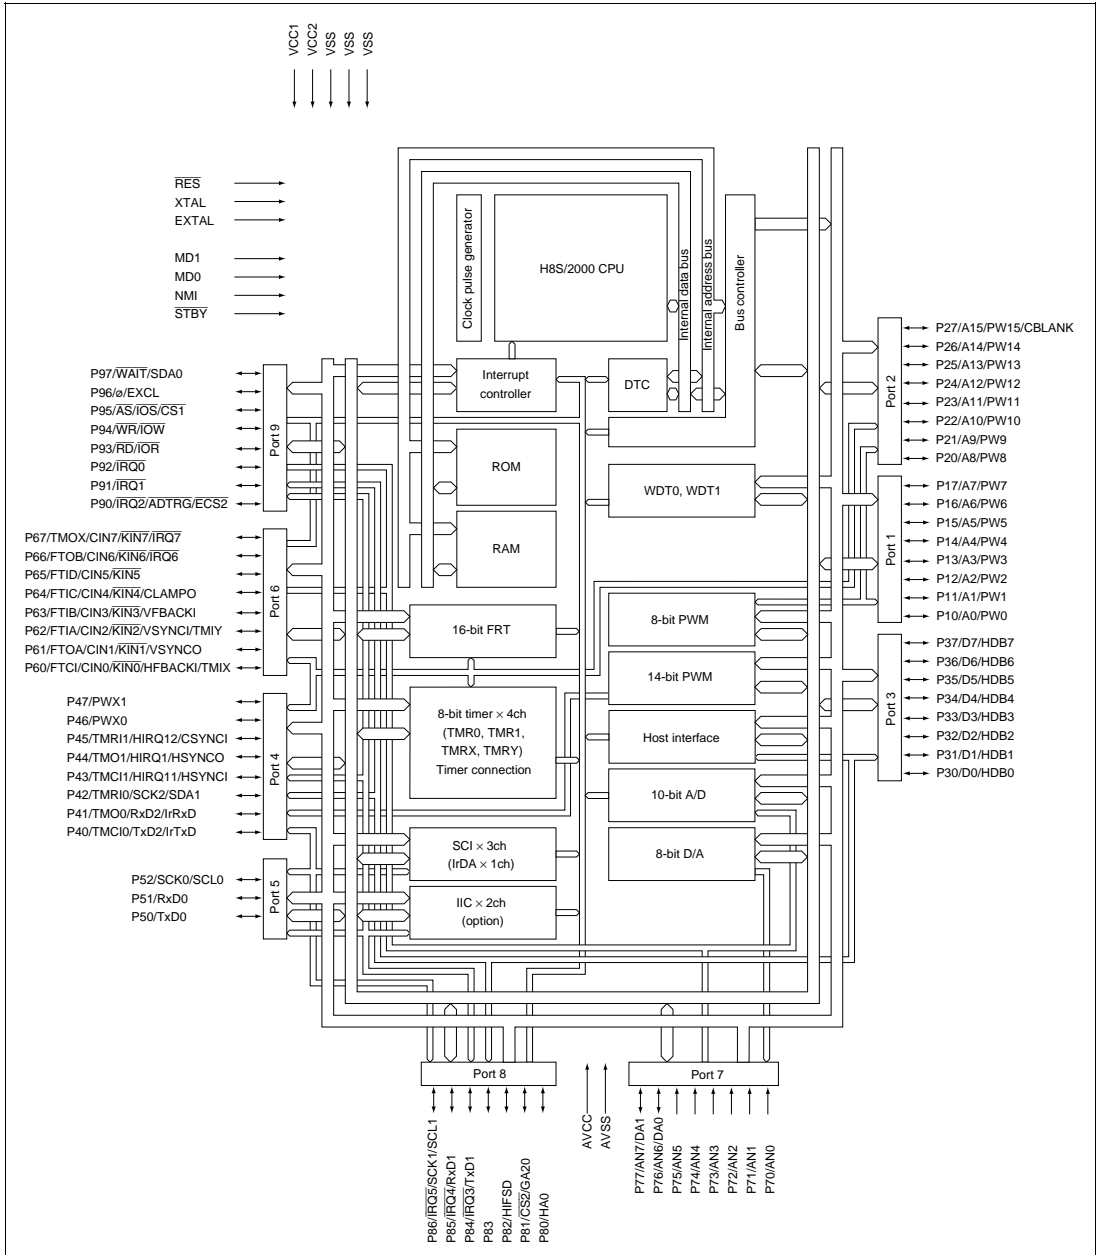 VCC1
VCC2
VSS
VSS
VSS
RES
XTAL
EXTAL
MD1
MD0
NMI
STBY
Clock pulse generator
H8S/2000 CPU
Internal data bus
Internal address bus
Bus controller
Interrupt
controller
DTC
ROM
RAM
WDT0, WDT1
16-bit FRT
8-bit PWM
14-bit PWM
8-bit timer × 4ch
(TMR0, TMR1,
TMRX, TMRY)
Timer connection
Host interface
10-bit A/D
8-bit D/A
SCI × 3ch
(IrDA × 1ch)
IIC × 2ch
(option)
P97/WAIT/SDA0
P96/ø/EXCL
P95/AS/IOS/CS1
P94/WR/IOW
P93/RD/IOR
P92/IRQ0
P91/IRQ1
P90/IRQ2/ADTRG/ECS2
Port 9
P67/TMOX/CIN7/KIN7/IRQ7
P66/FTOB/CIN6/KIN6/IRQ6
P65/FTID/CIN5/KIN5
P64/FTIC/CIN4/KIN4/CLAMPO
P63/FTIB/CIN3/KIN3/VFBACKI
P62/FTIA/CIN2/KIN2/VSYNCI/TMIY
P61/FTOA/CIN1/KIN1/VSYNCO
P60/FTCI/CIN0/KIN0/HFBACKI/TMIX
Port 6
P47/PWX1
P46/PWX0
P45/TMRI1/HIRQ12/CSYNCI
P44/TMO1/HIRQ1/HSYNCO
P43/TMCI1/HIRQ11/HSYNCI
P42/TMRI0/SCK2/SDA1
P41/TMO0/RxD2/IrRxD
P40/TMCI0/TxD2/IrTxD
Port 4
P52/SCK0/SCL0
P51/RxD0
P50/TxD0
Port 5
Port 2
P27/A15/PW15/CBLANK
P26/A14/PW14
P25/A13/PW13
P24/A12/PW12
P23/A11/PW11
P22/A10/PW10
P21/A9/PW9
P20/A8/PW8
Port 1
P17/A7/PW7
P16/A6/PW6
P15/A5/PW5
P14/A4/PW4
P13/A3/PW3
P12/A2/PW2
P11/A1/PW1
P10/A0/PW0
Port 3
P37/D7/HDB7
P36/D6/HDB6
P35/D5/HDB5
P34/D4/HDB4
P33/D3/HDB3
P32/D2/HDB2
P31/D1/HDB1
P30/D0/HDB0
Port 8
P86/IRQ5/SCK1/SCL1
P85/IRQ4/RxD1
P84/IRQ3/TxD1
P83
P82/HIFSD
P81/CS2/GA20
P80/HA0
AVCC
AVSS
Port 7
P77/AN7/DA1
P76/AN6/DA0
P75/AN5
P74/AN4
P73/AN3
P72/AN2
P71/AN1
P70/AN0